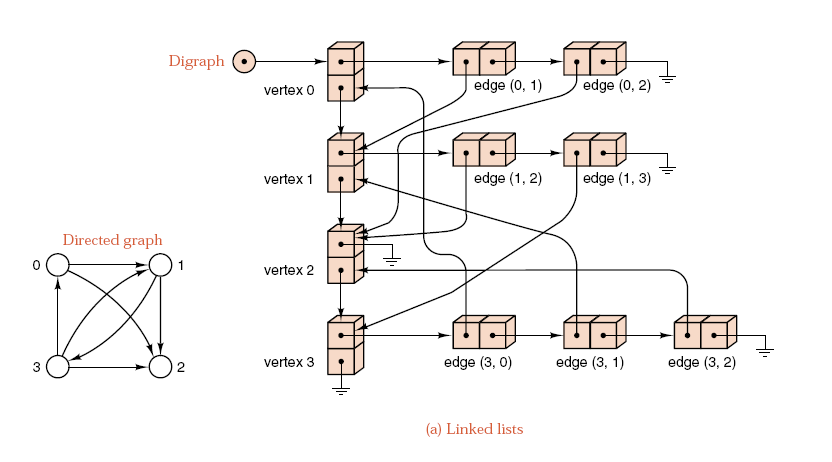 Digraph
vertex 0
edge (0, 1)
edge (0, 2)
vertex 1
edge (1, 2)
edge (1, 3)
Directed graph
0
1
3
2
vertex 2
vertex 3
edge (3, 0)
edge (3, 1)
edge (3, 2)
(a) Linked lists